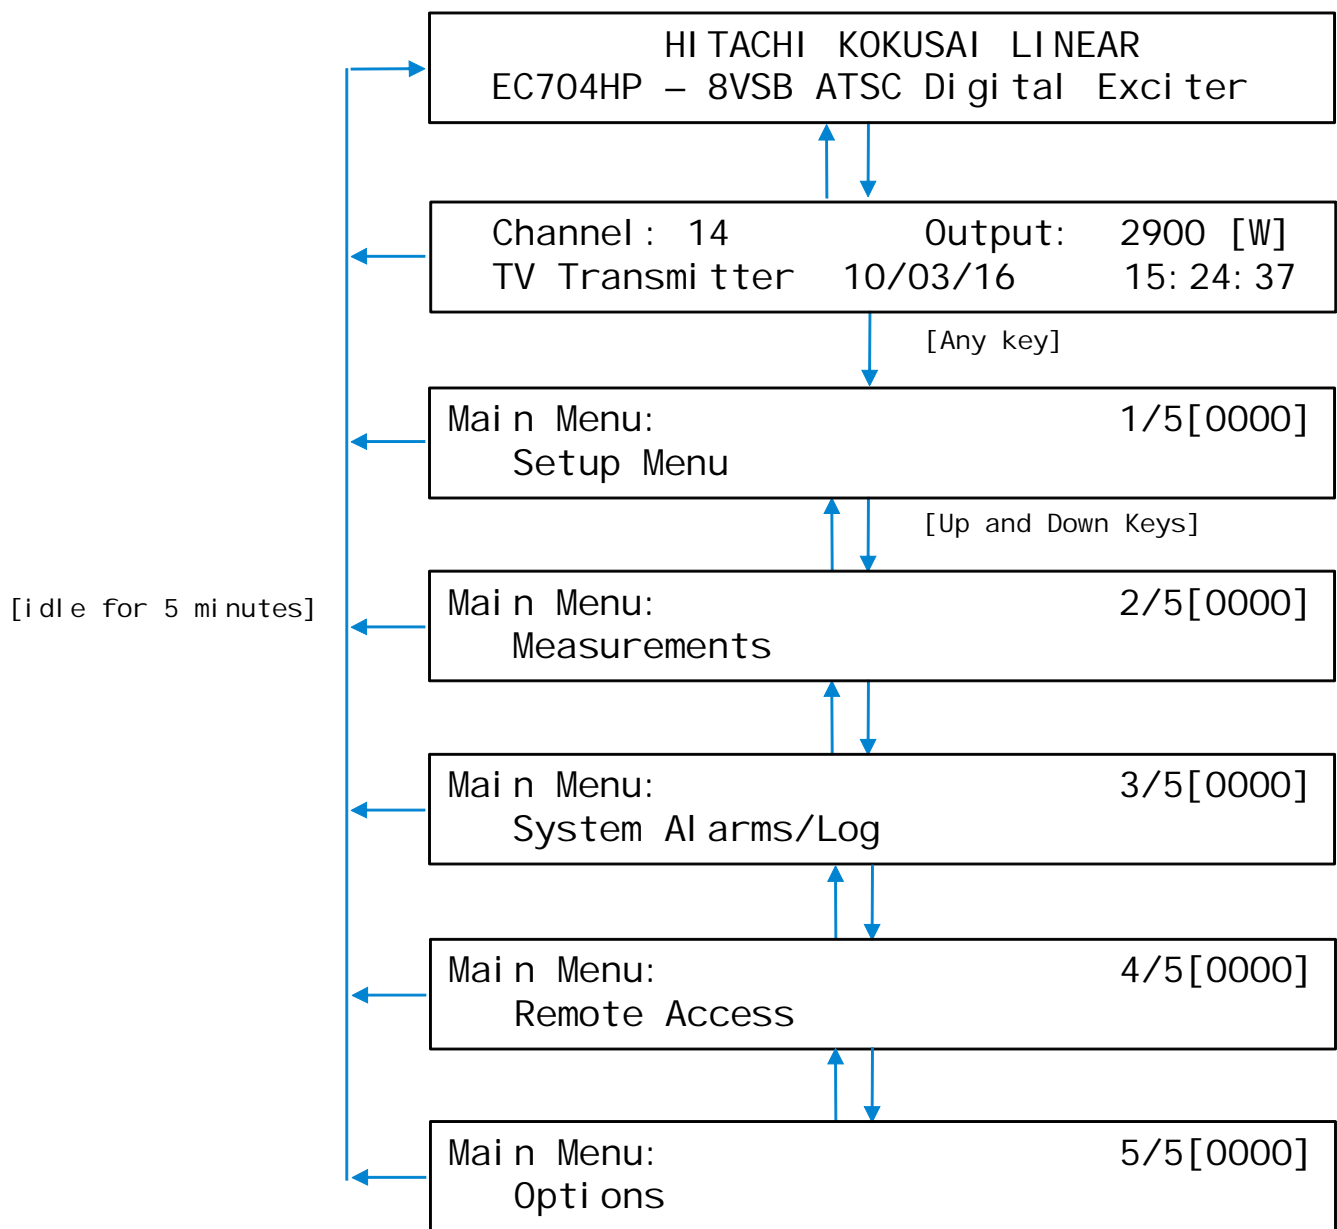 HITACHI KOKUSAI LINEAR
EC704HP – 8VSB ATSC Digital Exciter
Channel: 14 Output: 2900 [W]
TV Transmitter 10/03/16 15:24:37
[Any key]
Main Menu: 1/5[0000]
Setup Menu
[Up and Down Keys]
[idle for 5 minutes]
Main Menu: 2/5[0000]
Measurements
Main Menu: 3/5[0000]
System Alarms/Log
Main Menu: 4/5[0000]
Remote Access
Main Menu: 5/5[0000]
Options